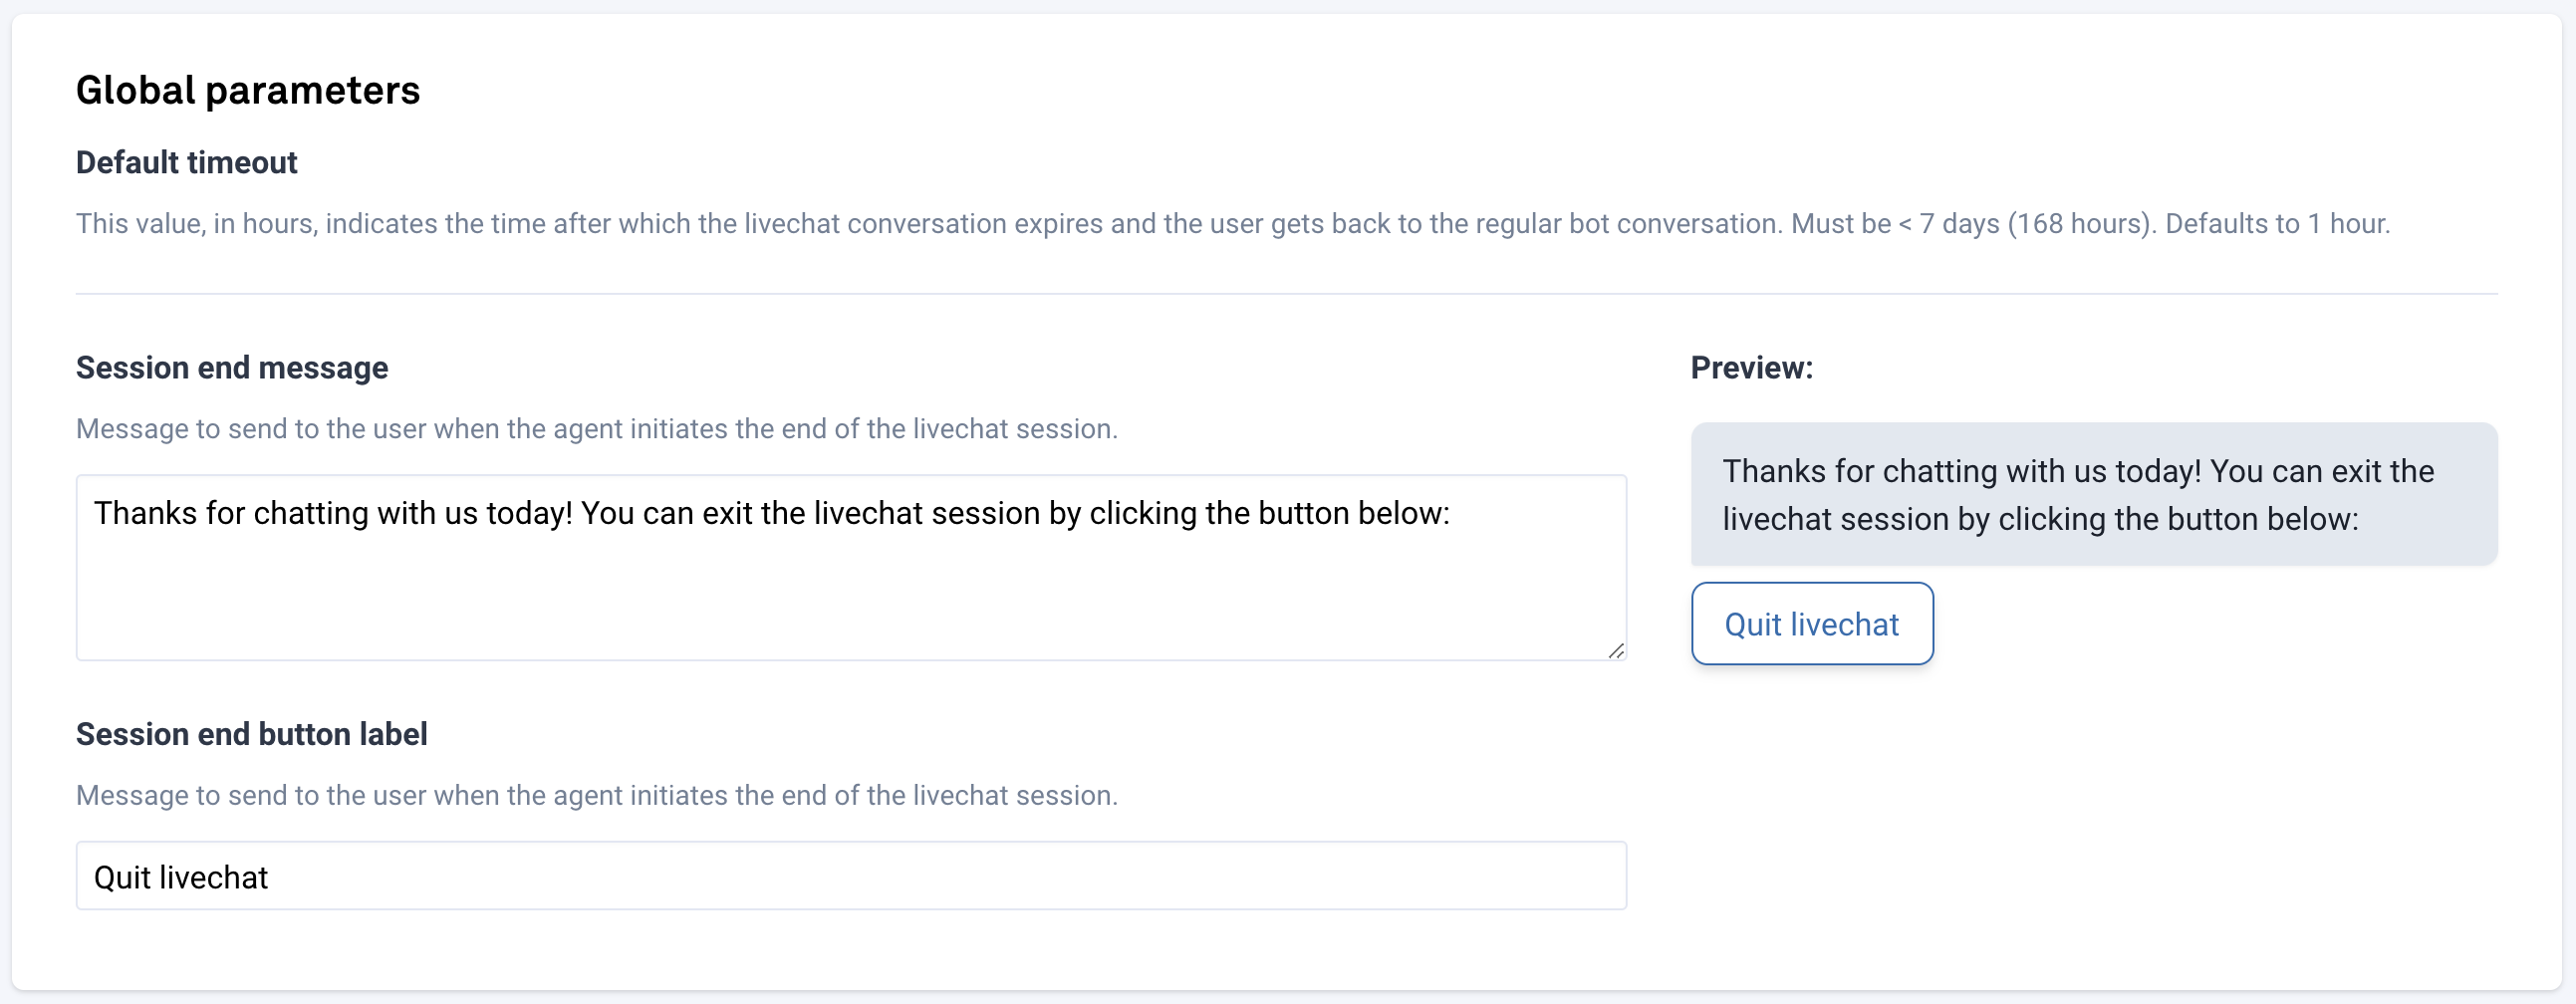 Global parameters
Default timeout
This value, in hours, indicates the time after which the livechat conversation expires and the user gets back to the regular bot conversation. Must be < 7 days (168 hours). Defaults to 1 hour.
Session end message
Message to send to the user when the agent initiates the end of the livechat session.
Thanks for chatting with us today! You can exit the livechat session by clicking the button below:
Session end button label
Message to send to the user when the agent initiates the end of the livechat session.
Quit livechat
Preview:
Thanks for chatting with us today! You can exit the
livechat session by clicking the button below:
Quit livechat